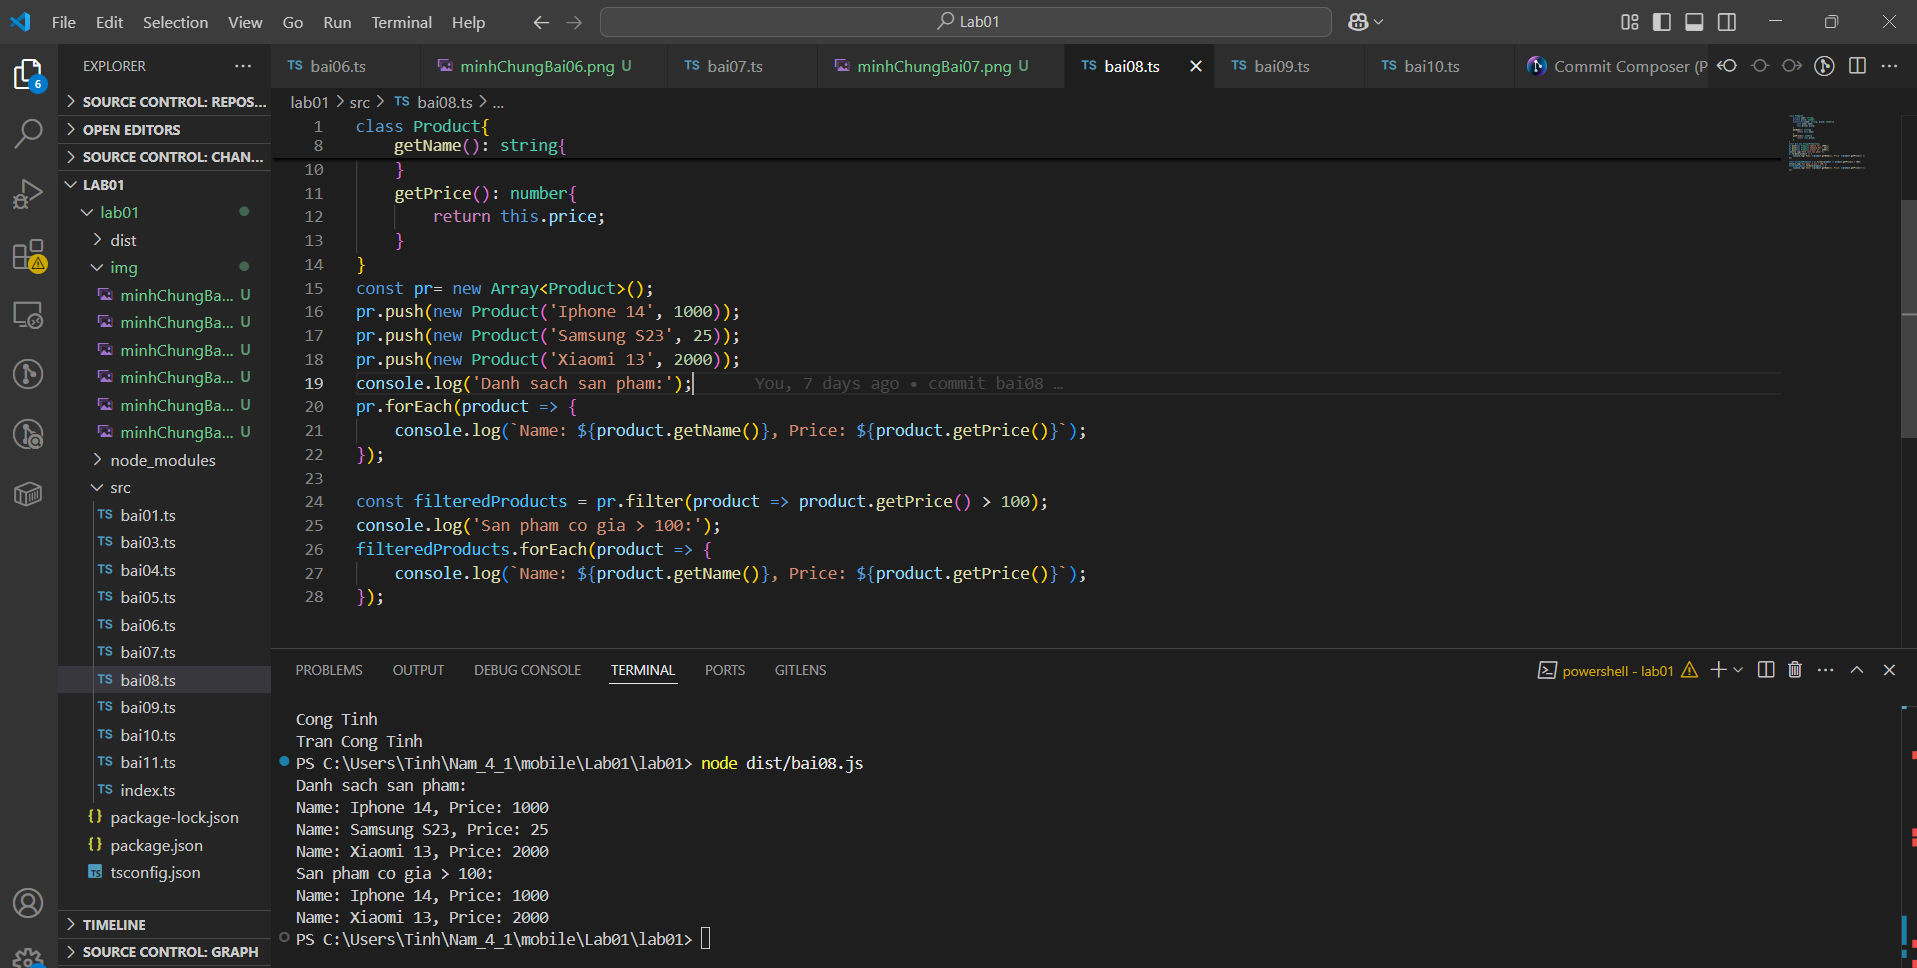 File Edit Selection View Go Run Terminal Help
Lab01
EXPLORER
SOURCE CONTROL: REPOS...
OPEN EDITORS
SOURCE CONTROL: CHAN...
LAB01
lab01
dist
img
minhChungBa... U
minhChungBa... U
minhChungBa... U
minhChungBa... U
minhChungBa... U
minhChungBa... U
node_modules
src
TS bai01.ts
TS bai03.ts
TS bai04.ts
TS bai05.ts
TS bai06.ts
TS bai07.ts
TS bai08.ts
TS bai09.ts
TS bai10.ts
TS bai11.ts
TS index.ts
{} package-lock.json
{} package.json
TS tsconfig.json
TIMELINE
SOURCE CONTROL: GRAPH
6
TS bai06.ts minhChungBai06.png U TS bai07.ts minhChungBai07.png U TS bai08.ts TS bai09.ts TS bai10.ts Commit Composer (P
lab01 > src > TS bai08.ts > ...
1 class Product{
8 getName(): string{
10 }
11 getPrice(): number{
12 return this.price;
13 }
14 }
15 const pr= new Array<Product>();
16 pr.push(new Product('Iphone 14', 1000));
17 pr.push(new Product('Samsung S23', 25));
18 pr.push(new Product('Xiaomi 13', 2000));
19 console.log('Danh sach san pham:'); You, 7 days ago • commit bai08 …
20 pr.forEach(product => {
21 console.log(`Name: ${product.getName()}, Price: ${product.getPrice()}`);
22 });
23
24 const filteredProducts = pr.filter(product => product.getPrice() > 100);
25 console.log('San pham co gia > 100:');
26 filteredProducts.forEach(product => {
27 console.log(`Name: ${product.getName()}, Price: ${product.getPrice()}`);
28 });
PROBLEMS OUTPUT DEBUG CONSOLE TERMINAL PORTS GITLENS
powershell - lab01
Cong Tinh
Tran Cong Tinh
PS C:\Users\Tinh\Nam_4_1\mobile\Lab01\lab01> node dist/bai08.js
Danh sach san pham:
Name: Iphone 14, Price: 1000
Name: Samsung S23, Price: 25
Name: Xiaomi 13, Price: 2000
San pham co gia > 100:
Name: Iphone 14, Price: 1000
Name: Xiaomi 13, Price: 2000
PS C:\Users\Tinh\Nam_4_1\mobile\Lab01\lab01>